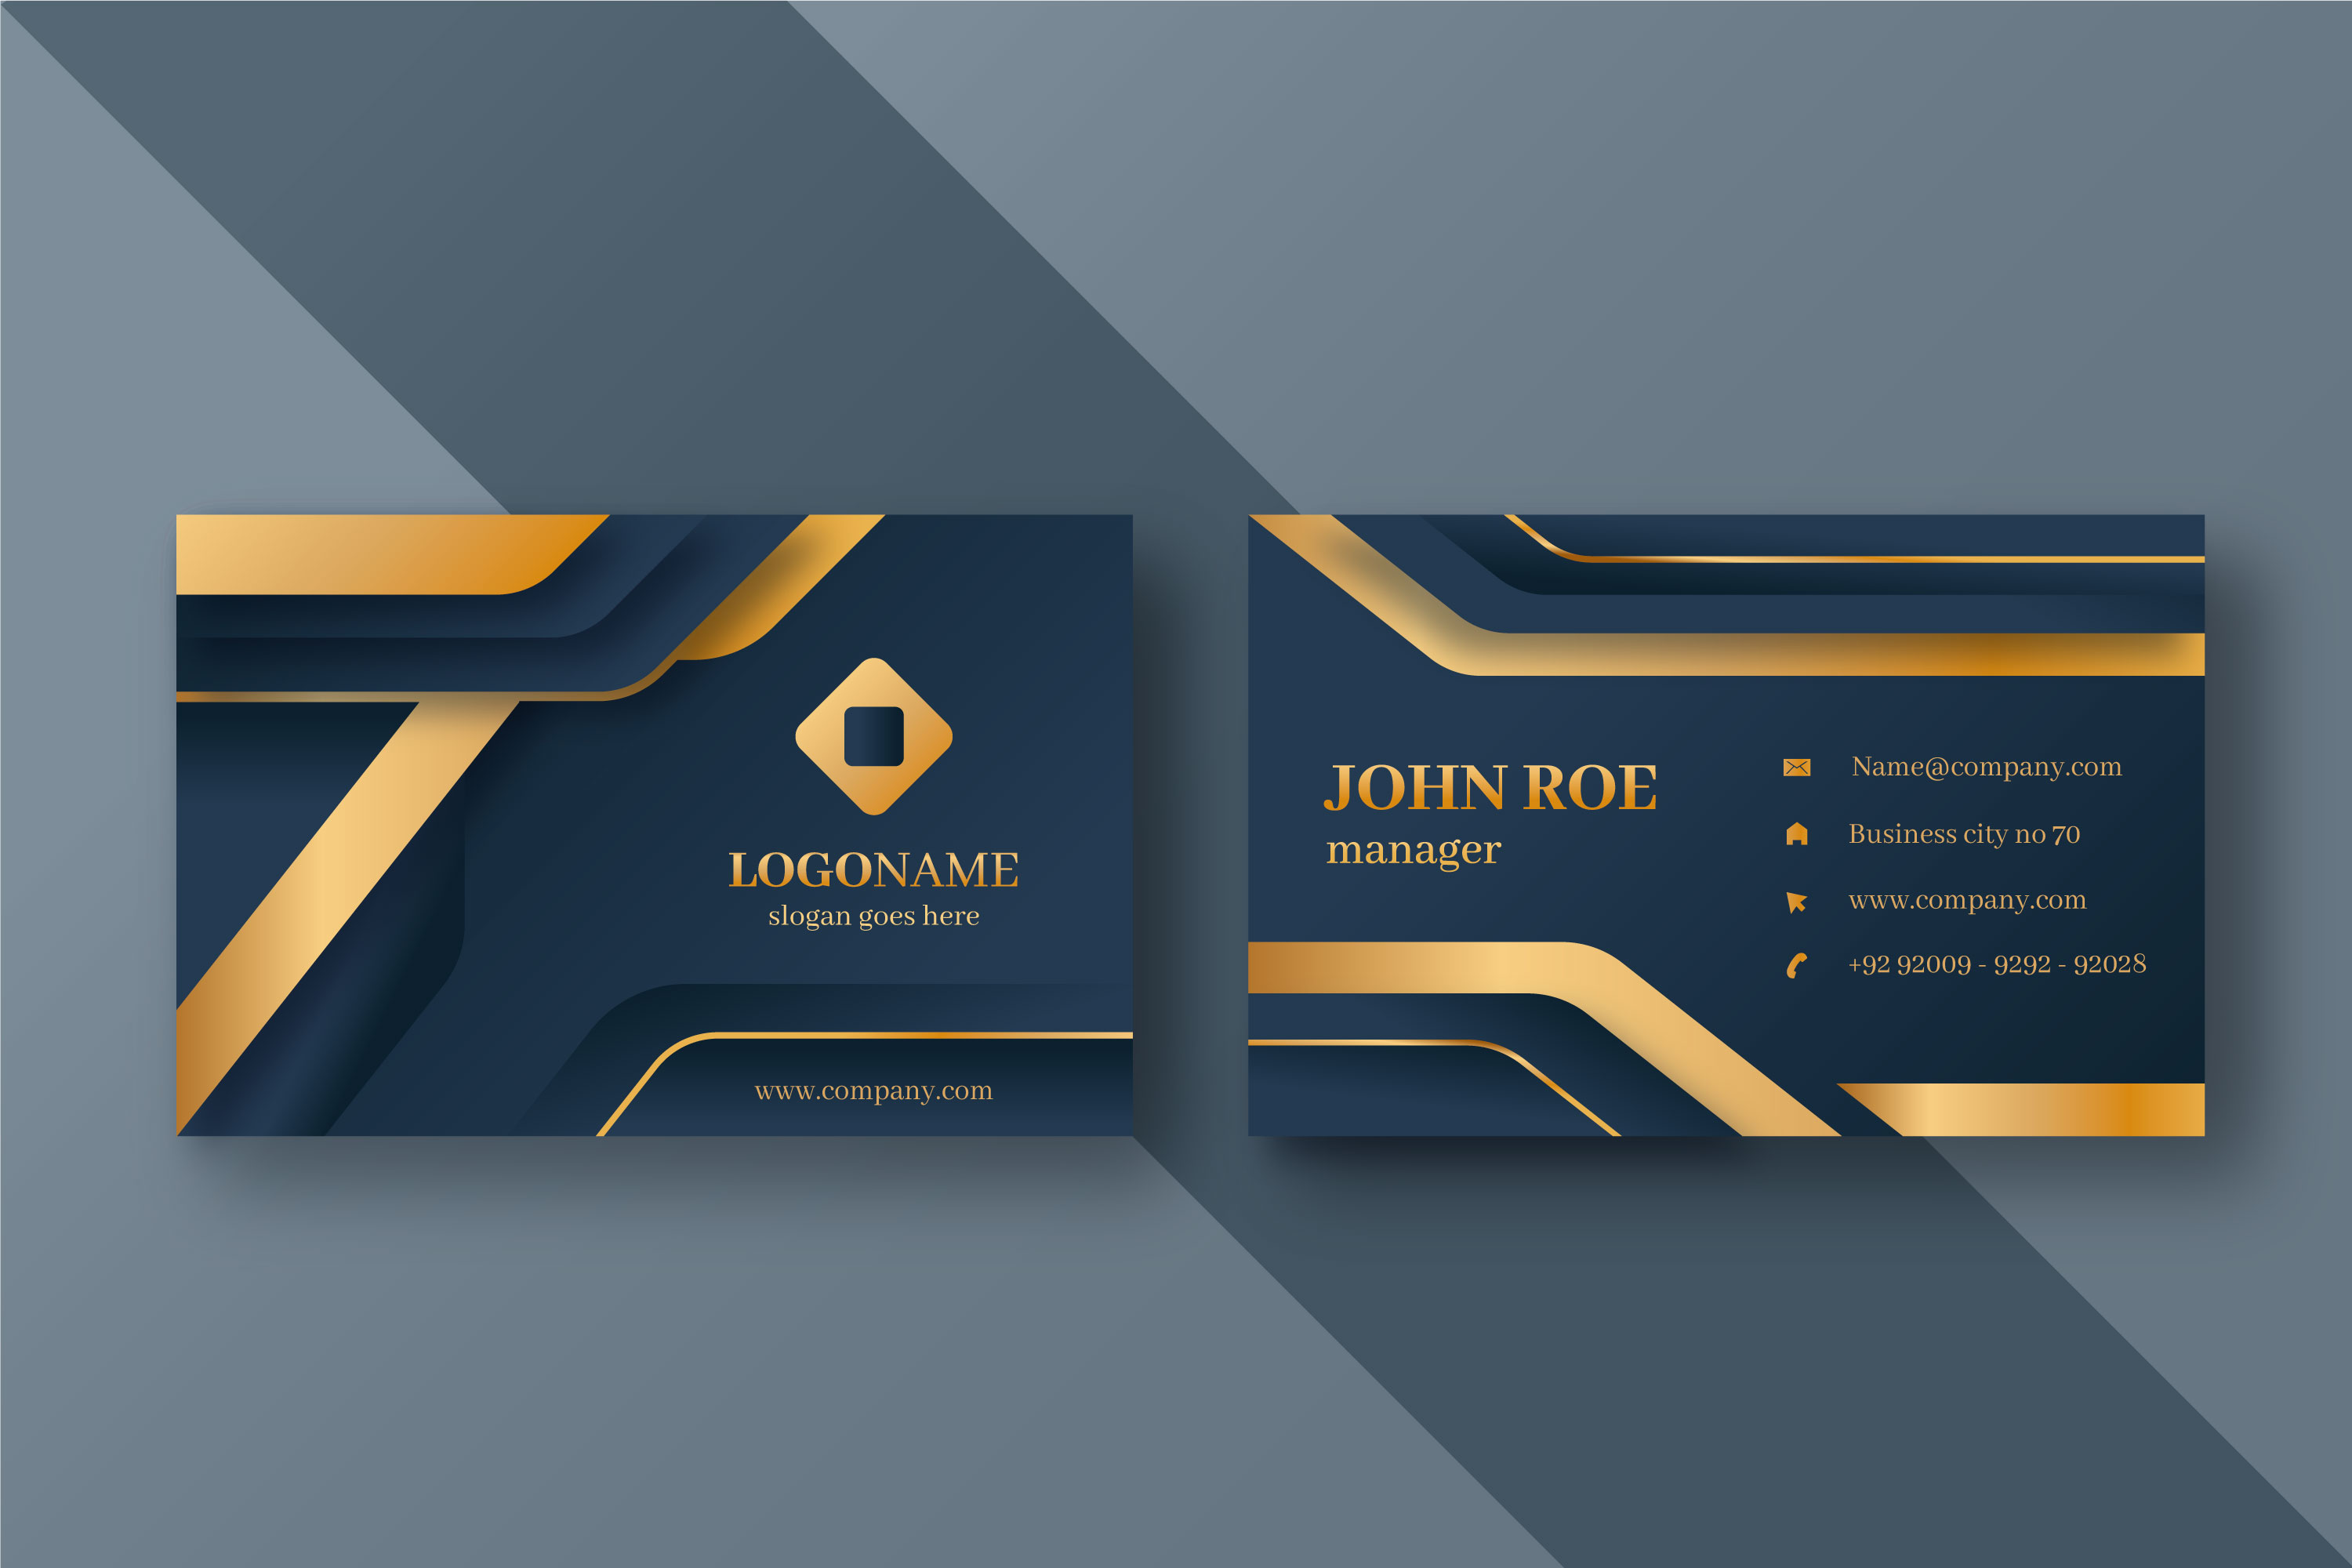 LOGONAME
slogan goes here
www.company.com
JOHN ROE
manager
Name@company.com
Business city no 70
www.company.com
+92 92009 - 9292 - 92028